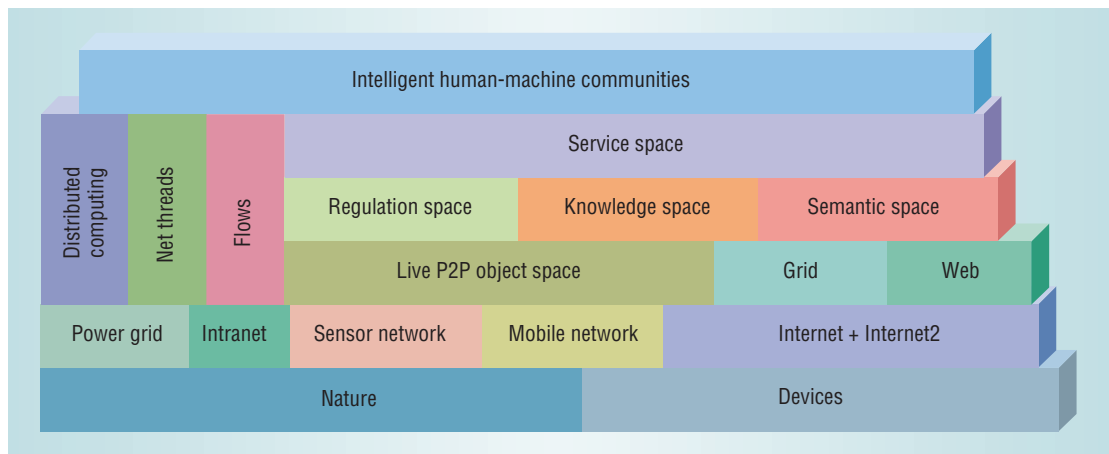 Intelligent human-machine communities
Distributed
computing
Net threads
Flows
Service space
Regulation space
Knowledge space
Semantic space
Live P2P object space
Grid
Web
Power grid
Intranet
Sensor network
Mobile network
Internet + Internet2
Nature
Devices